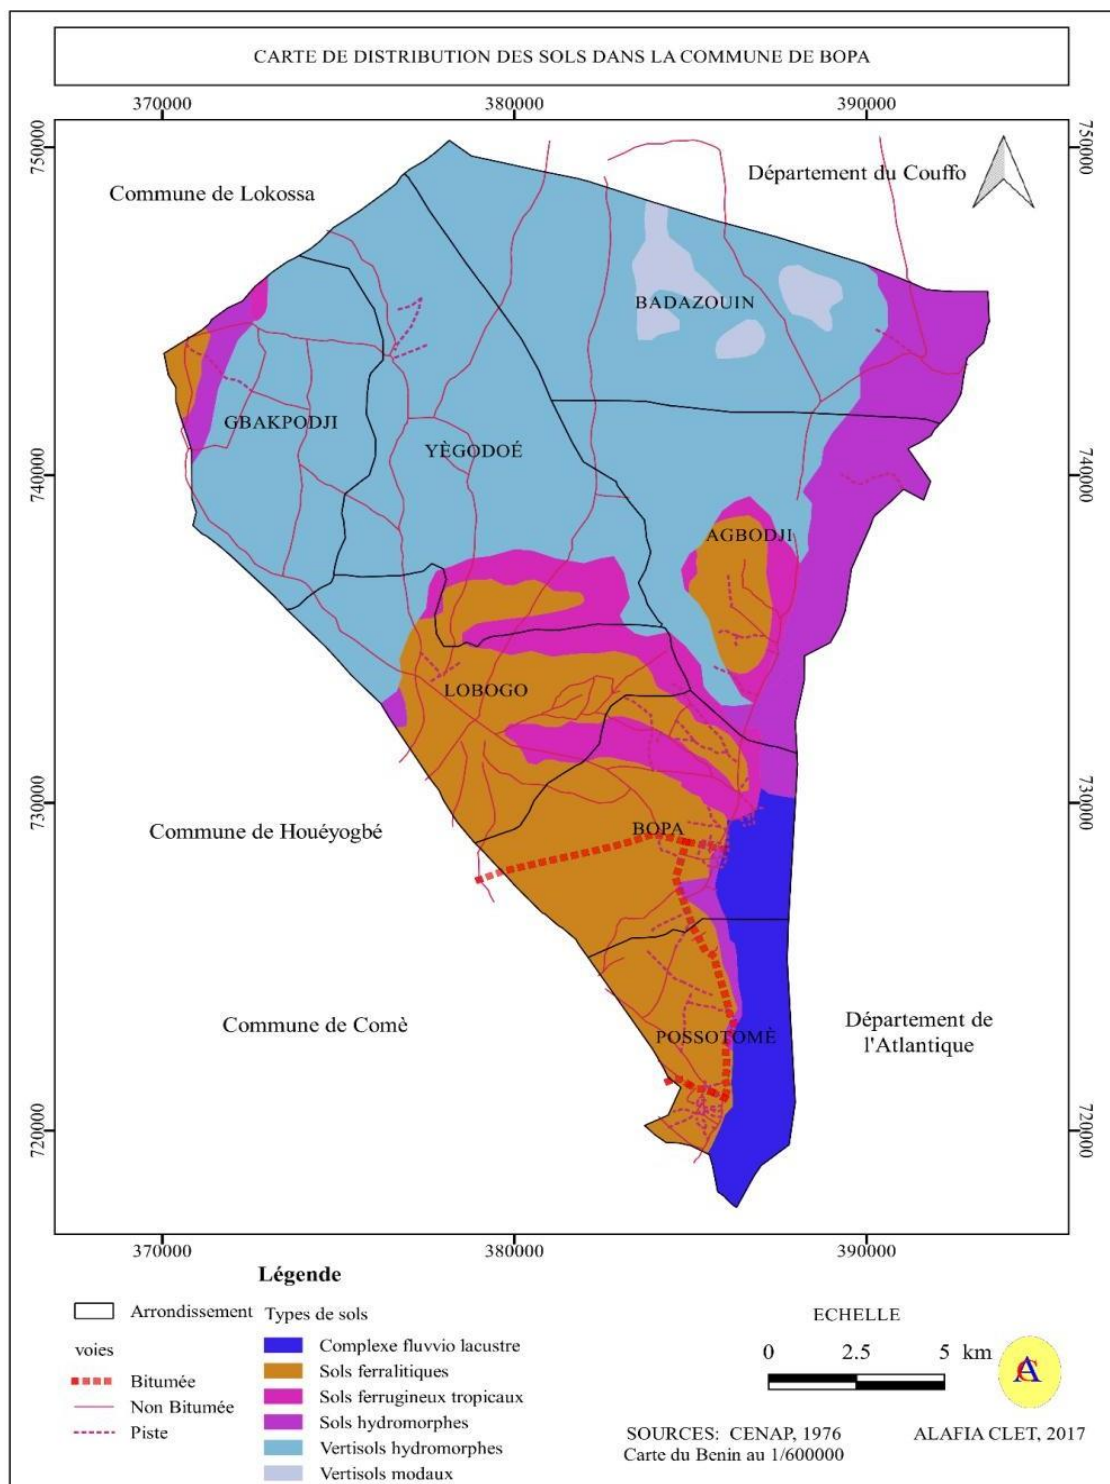 CARTE DE DISTRIBUTION DES SOLS DANS LA COMMUNE DE BOPA
370000 380000 390000
750000 750000
Commune de Lokossa
Département du Couffo
BADAZOUIN
GBAKPODJI
YÈGODOÉ
740000 740000
AGBODJI
LOBOGO
730000 730000
Commune de Houéyogbé
BOPA
Commune de Comè
POSSOTOMÈ
Département de
l'Atlantique
720000 720000
370000 380000 390000
Légende
Arrondissement
voies
Bitumée
Non Bitumée
Piste
Types de sols
Complexe fluvvio lacustre
Sols ferralitiques
Sols ferrugineux tropicaux
Sols hydromorphes
Vertisols hydromorphes
Vertisols modaux
ECHELLE
0 2.5 5 km
AC
SOURCES: CENAP, 1976
Carte du Benin au 1/600000
ALAFIA CLET, 2017